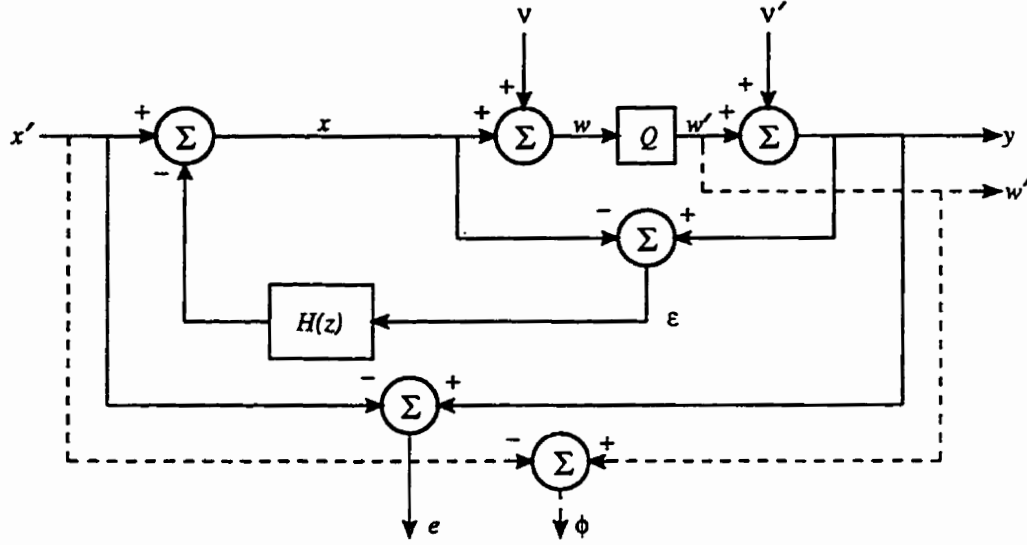 ν ν′
+ +
x′ + Σ x + Σ w Q w′ + Σ y
− w′
− Σ +
H(z) ε
− Σ +
− Σ +
e ϕ